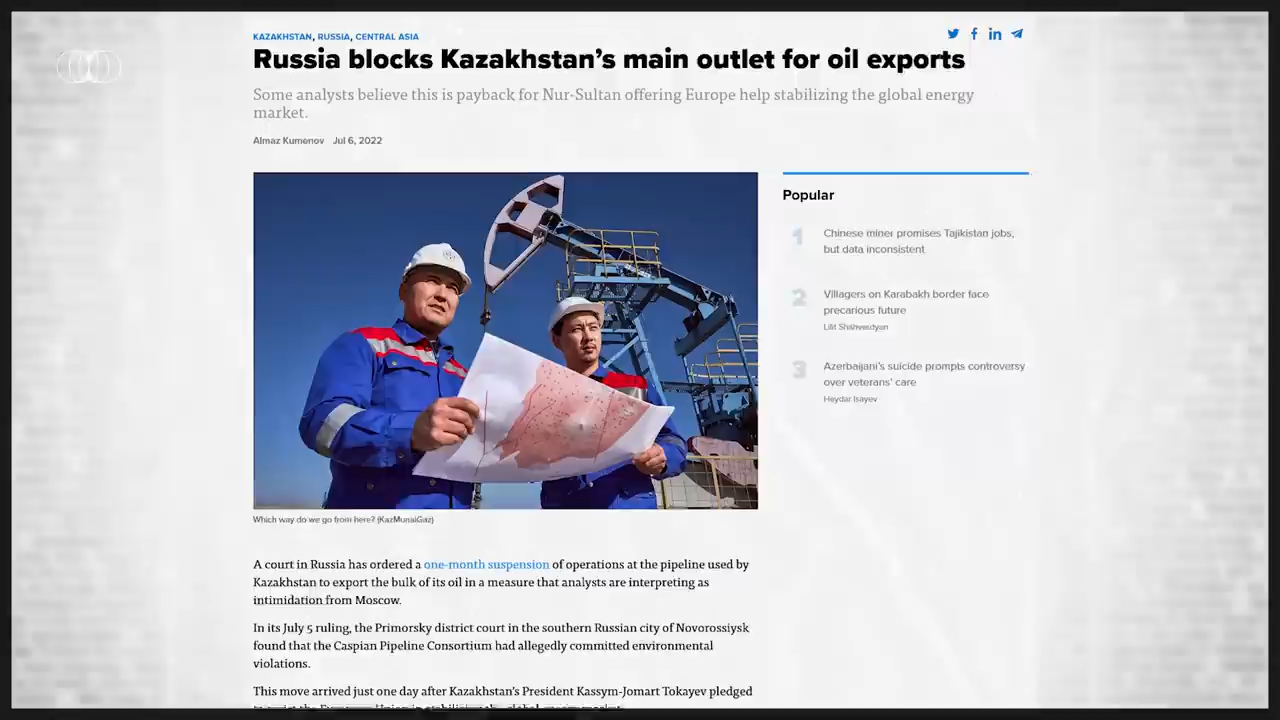 KAZAKHSTAN, RUSSIA, CENTRAL ASIA
Russia blocks Kazakhstan’s main outlet for oil exports
Some analysts believe this is payback for Nur-Sultan offering Europe help stabilizing the global energy
market.
Almaz Kumenov Jul 6, 2022
Which way do we go from here? (KazMunaiGaz)
A court in Russia has ordered a one-month suspension of operations at the pipeline used by
Kazakhstan to export the bulk of its oil in a measure that analysts are interpreting as
intimidation from Moscow.
In its July 5 ruling, the Primorsky district court in the southern Russian city of Novorossiysk
found that the Caspian Pipeline Consortium had allegedly committed environmental
violations.
This move arrived just one day after Kazakhstan’s President Kassym-Jomart Tokayev pledged
Popular
1
Chinese miner promises Tajikistan jobs,
but data inconsistent
2
Villagers on Karabakh border face
precarious future
Lilit Shahverdyan
3
Azerbaijani’s suicide prompts controversy
over veterans’ care
Heydar Isayev